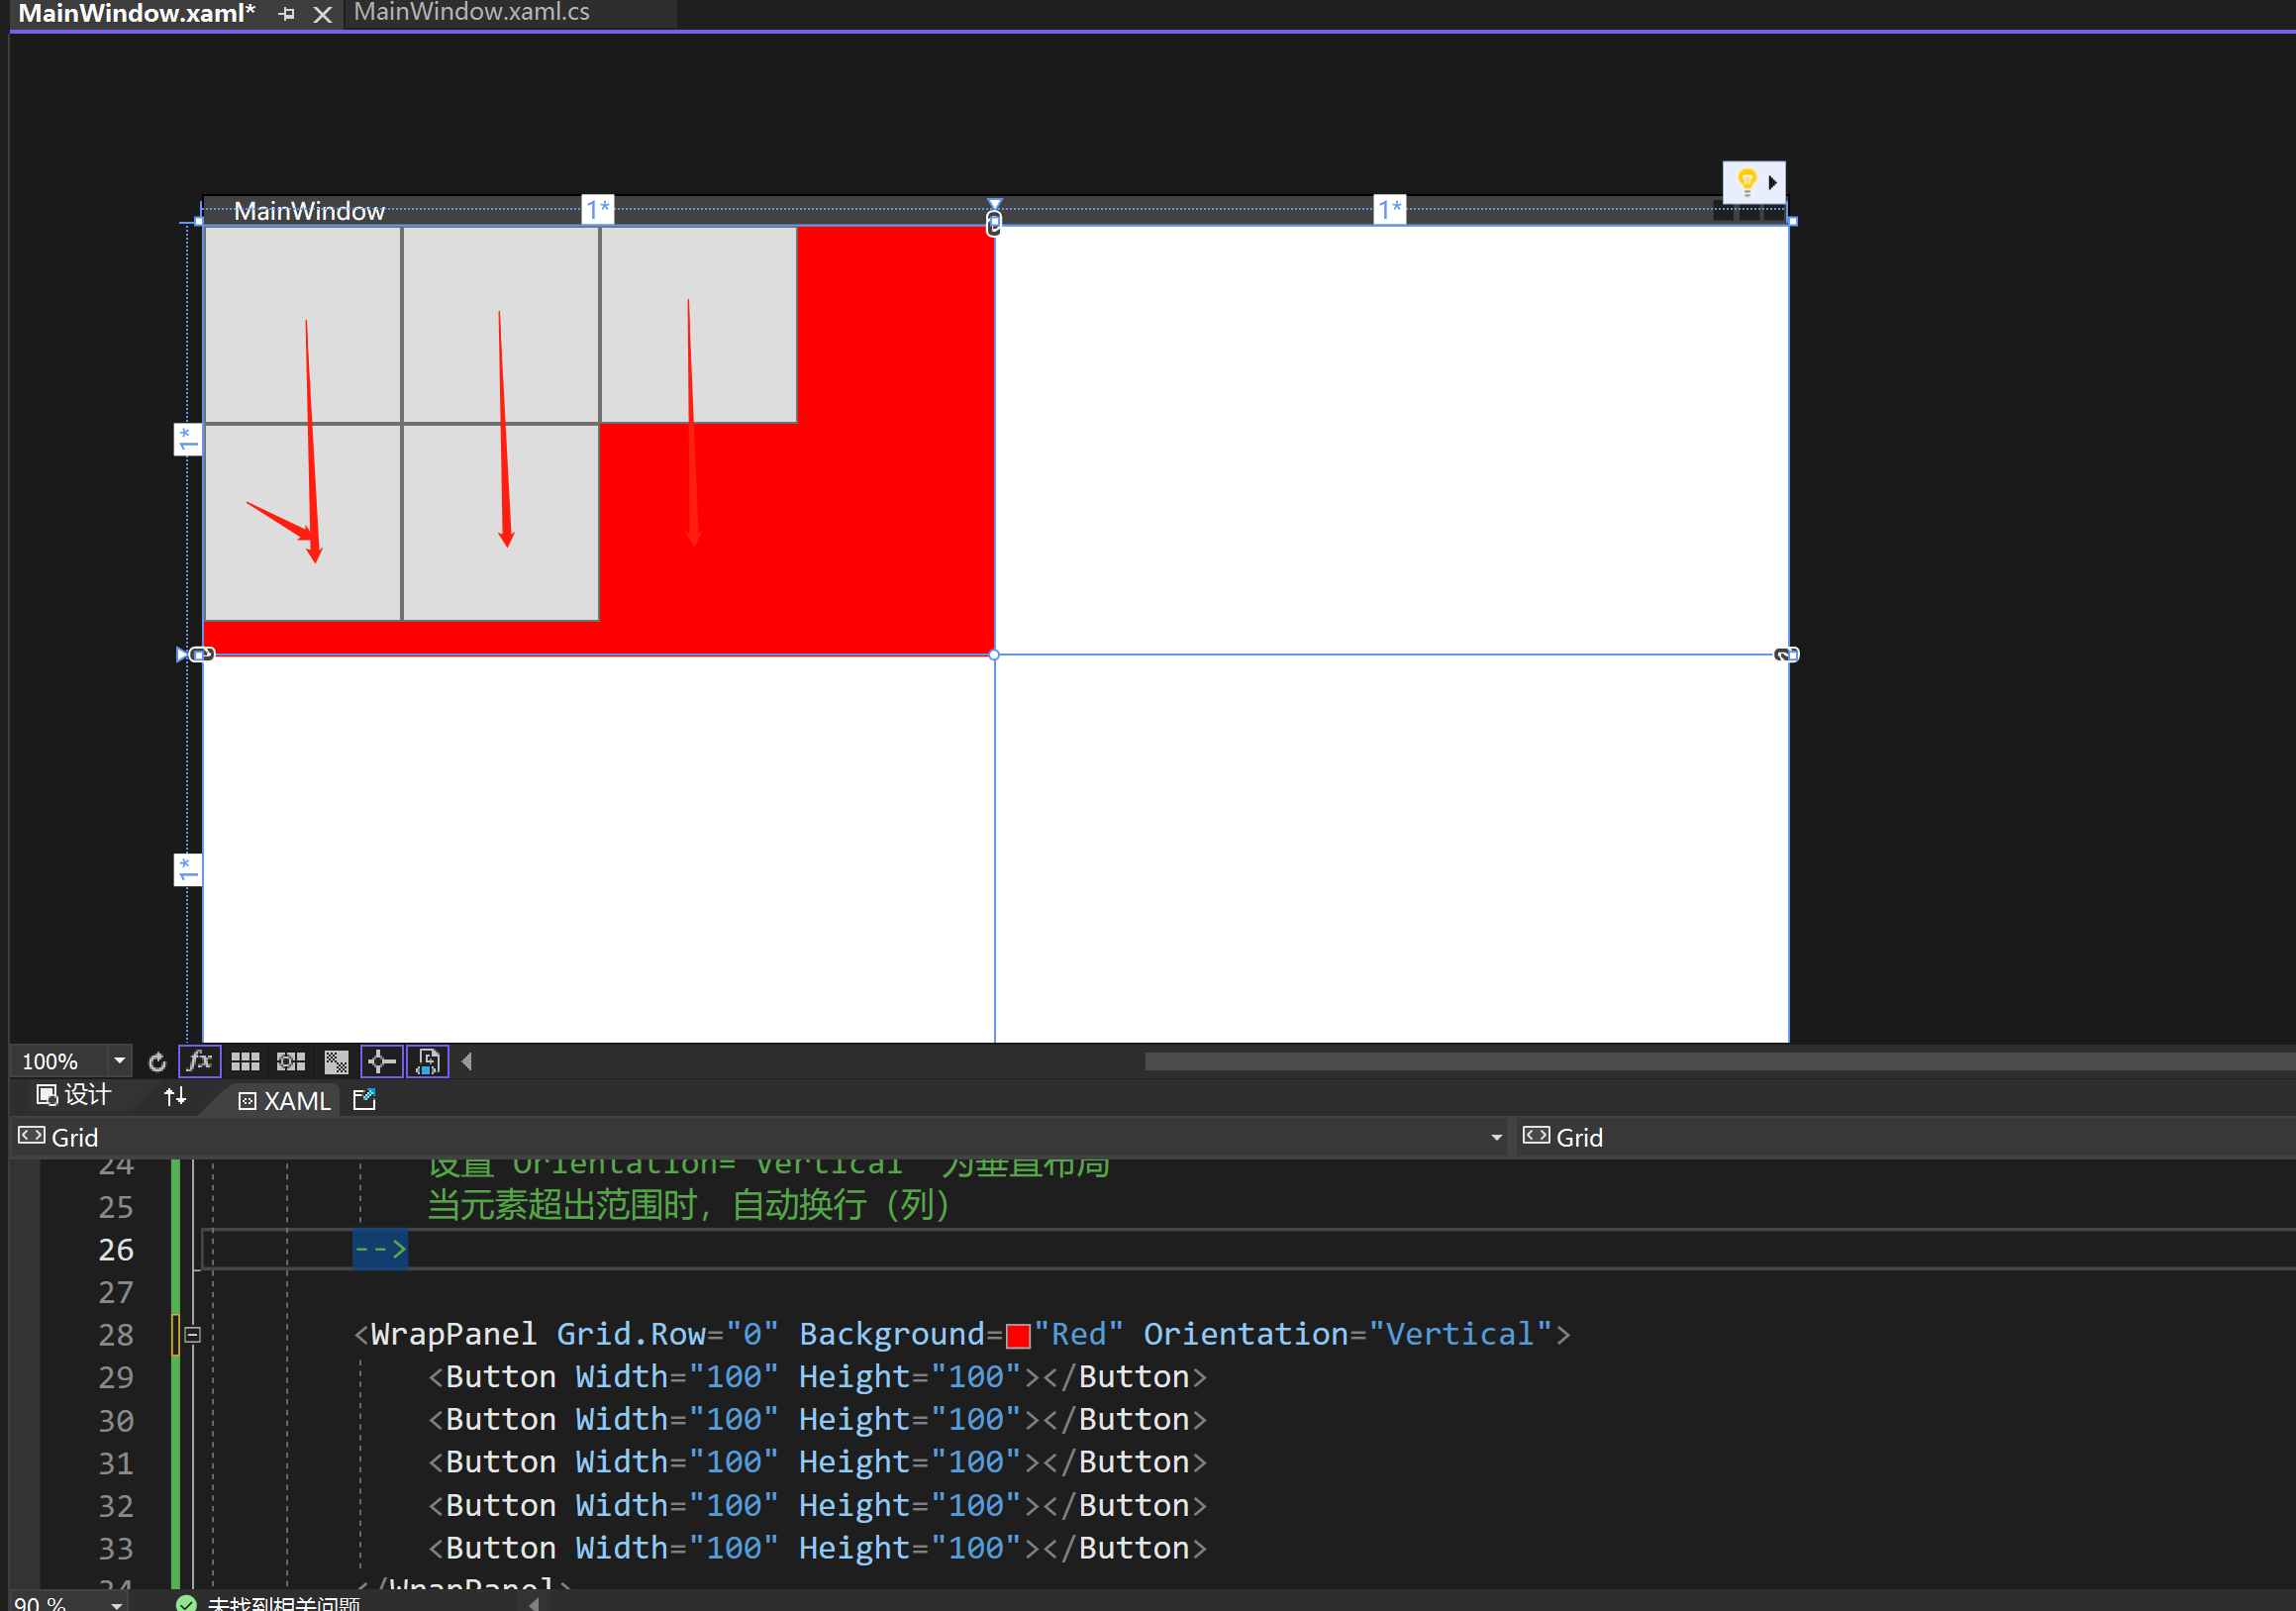 MainWindow.xaml*
MainWindow.xaml.cs
MainWindow
1*
1*
1*
1*
100%
fx
设计
XAML
Grid
Grid
24 设置 Orientation="Vertical" 为垂直布局
25 当元素超出范围时，自动换行（列）
26 -->
27
28 <WrapPanel Grid.Row="0" Background="Red" Orientation="Vertical">
29 <Button Width="100" Height="100"></Button>
30 <Button Width="100" Height="100"></Button>
31 <Button Width="100" Height="100"></Button>
32 <Button Width="100" Height="100"></Button>
33 <Button Width="100" Height="100"></Button>
34 </WrapPanel>
90 %
未找到相关问题